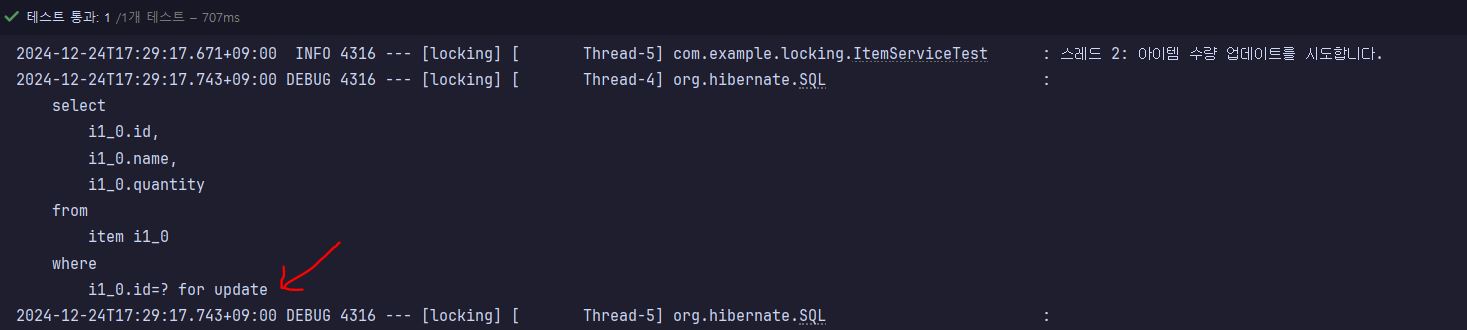 테스트 통과: 1 /1개 테스트 – 707ms
2024-12-24T17:29:17.671+09:00  INFO 4316 --- [locking] [       Thread-5] com.example.locking.ItemServiceTest      : 스레드 2: 아이템 수량 업데이트를 시도합니다.
2024-12-24T17:29:17.743+09:00 DEBUG 4316 --- [locking] [       Thread-4] org.hibernate.SQL                        :
    select
        i1_0.id,
        i1_0.name,
        i1_0.quantity
    from
        item i1_0
    where
        i1_0.id=? for update
2024-12-24T17:29:17.743+09:00 DEBUG 4316 --- [locking] [       Thread-5] org.hibernate.SQL                        :